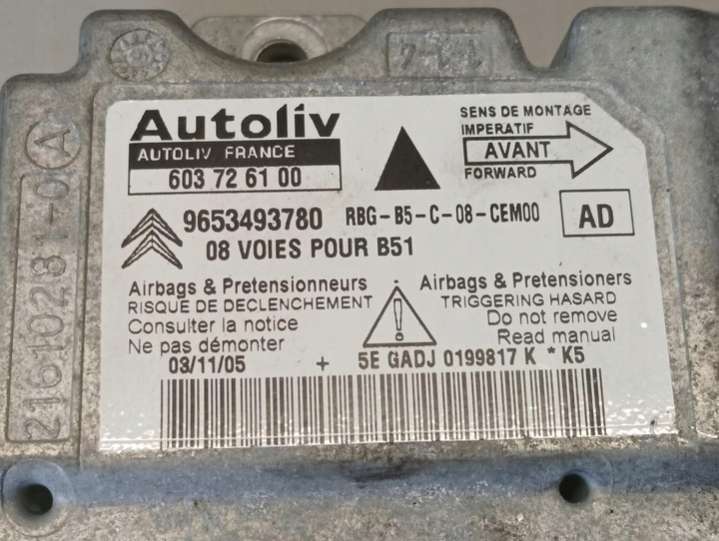 Autoliv
AUTOLIV FRANCE
603 72 61 00
SENS DE MONTAGE
IMPERATIF
AVANT
FORWARD
9653493780 RBG-B5-C-08-CEM00 AD
08 VOIES POUR B51
Airbags & Pretensionneurs
RISQUE DE DECLENCHEMENT
Consulter la notice
Ne pas démonter
Airbags & Pretensioners
TRIGGERING HASARD
Do not remove
Read manual
03/11/05 + 5E GADJ 0199817 K * K5
21610281-0 A